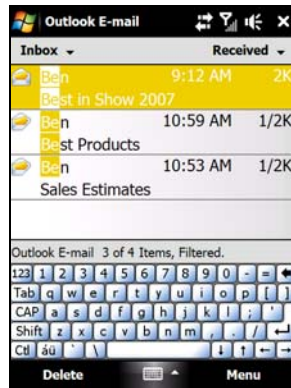 Outlook E-mail
Inbox Received
Ben 9:12 AM 2K
Best in Show 2007
Ben 10:59 AM 1/2K
Best Products
Ben 10:53 AM 1/2K
Sales Estimates
Outlook E-mail 3 of 4 Items, Filtered.
123 1 2 3 4 5 6 7 8 9 0 - =
Tab q w e r t y u i o p [ ]
CAP a s d f g h j k l ; '
Shift z x c v b n m , . /
Ctl áü ` \
Delete Menu